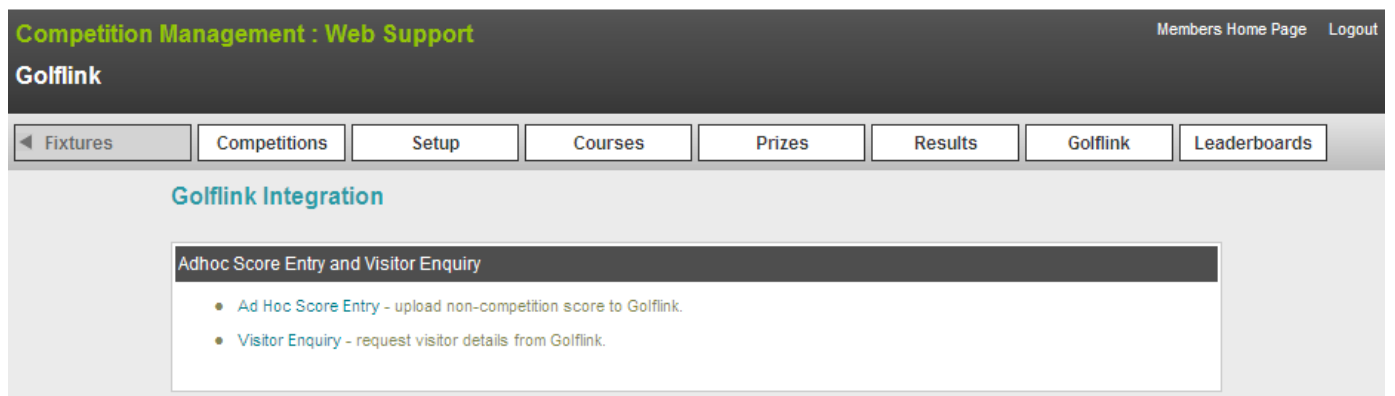 Competition Management : Web Support
Members Home Page Logout
Golflink
Fixtures Competitions Setup Courses Prizes Results Golflink Leaderboards
Golflink Integration
Adhoc Score Entry and Visitor Enquiry
Ad Hoc Score Entry - upload non-competition score to Golflink.
Visitor Enquiry - request visitor details from Golflink.